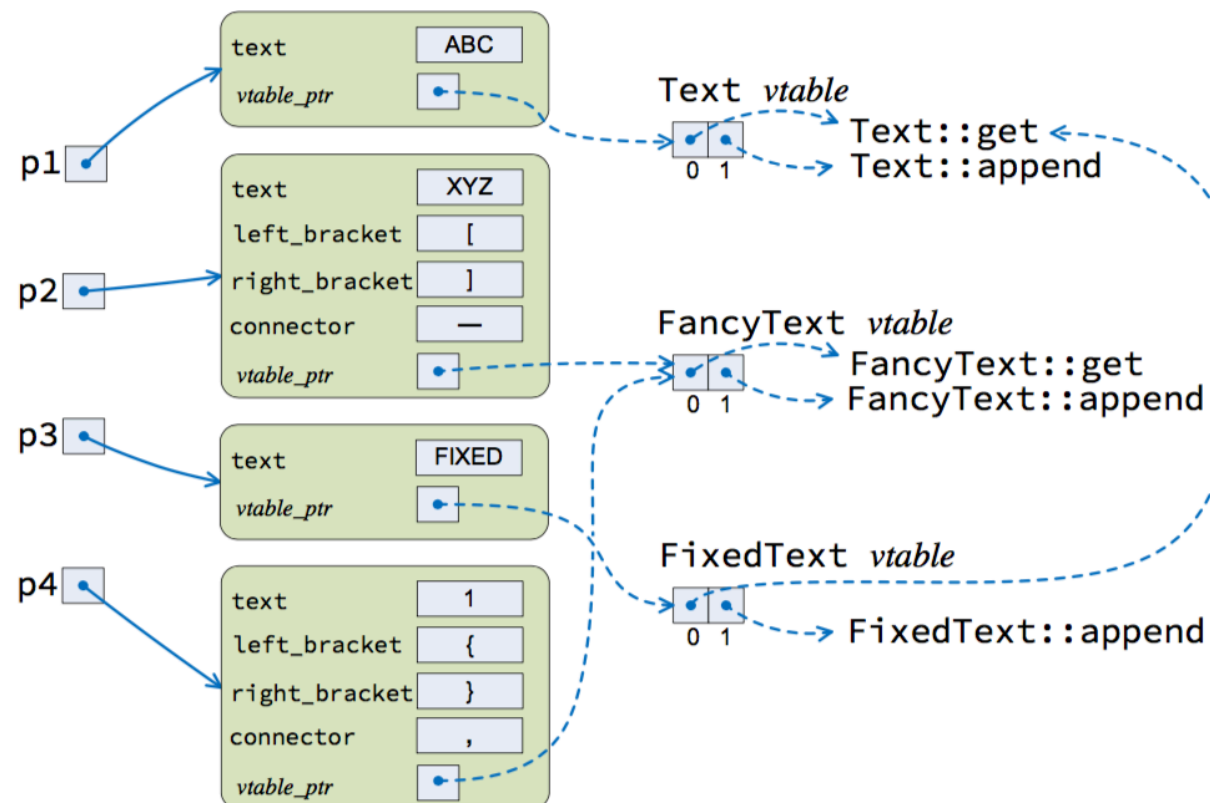 p1
text ABC
vtable_ptr
p2
text XYZ
left_bracket [
right_bracket ]
connector —
vtable_ptr
p3
text FIXED
vtable_ptr
p4
text 1
left_bracket {
right_bracket }
connector ,
vtable_ptr
Text vtable
0 1
Text::get
Text::append
FancyText vtable
0 1
FancyText::get
FancyText::append
FixedText vtable
0 1
FixedText::append